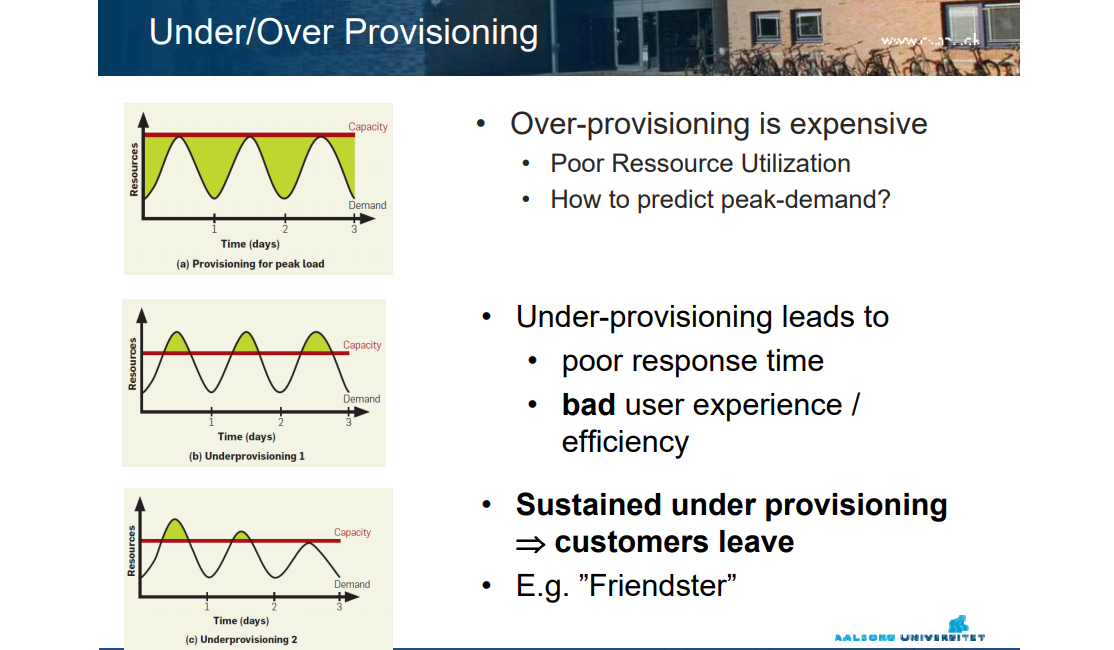 Under/Over Provisioning
Capacity
Resources
Demand
1 2 3
Time (days)
(a) Provisioning for peak load
• Over-provisioning is expensive
• Poor Ressource Utilization
• How to predict peak-demand?
Capacity
Resources
Demand
1 2 3
Time (days)
(b) Underprovisioning 1
• Under-provisioning leads to
• poor response time
• bad user experience /
efficiency
Capacity
Resources
Demand
1 2 3
Time (days)
(c) Underprovisioning 2
• Sustained under provisioning
⇒ customers leave
• E.g. ”Friendster”
AALBORG UNIVERSITET